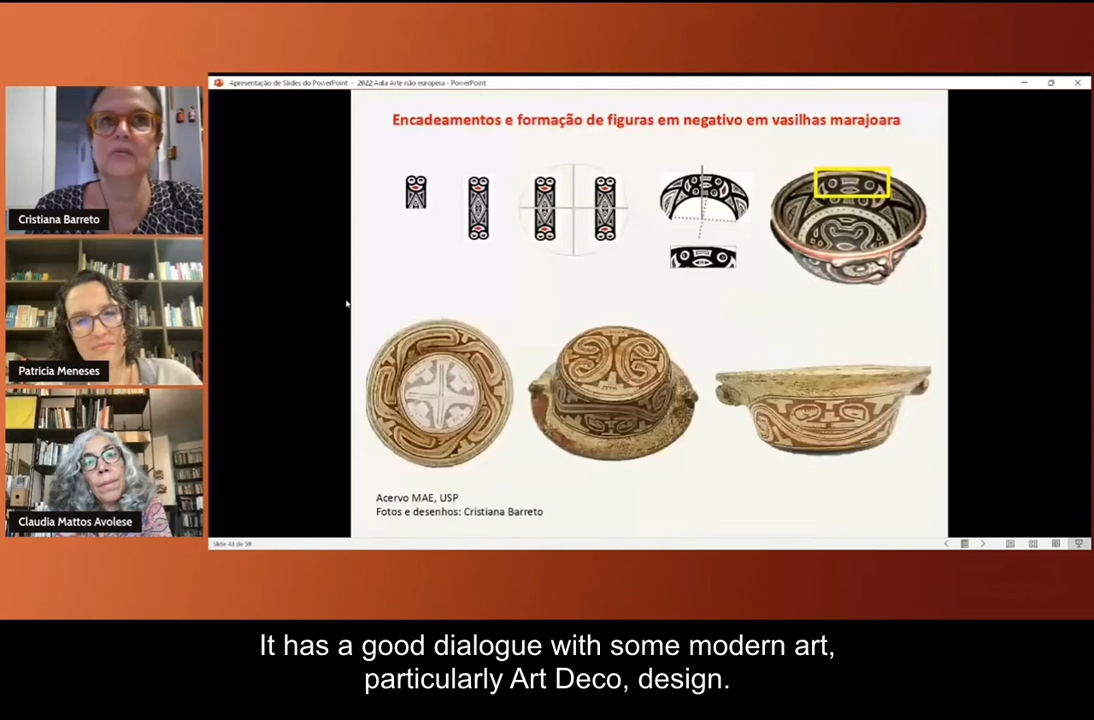 Apresentação de Slides do PowerPoint - 2022 Aula Arte não europeia - PowerPoint
Encadeamentos e formação de figuras em negativo em vasilhas marajoara
Cristiana Barreto
Patricia Meneses
Claudia Mattos Avolese
Acervo MAE, USP
Fotos e desenhos: Cristiana Barreto
It has a good dialogue with some modern art,
particularly Art Deco, design.